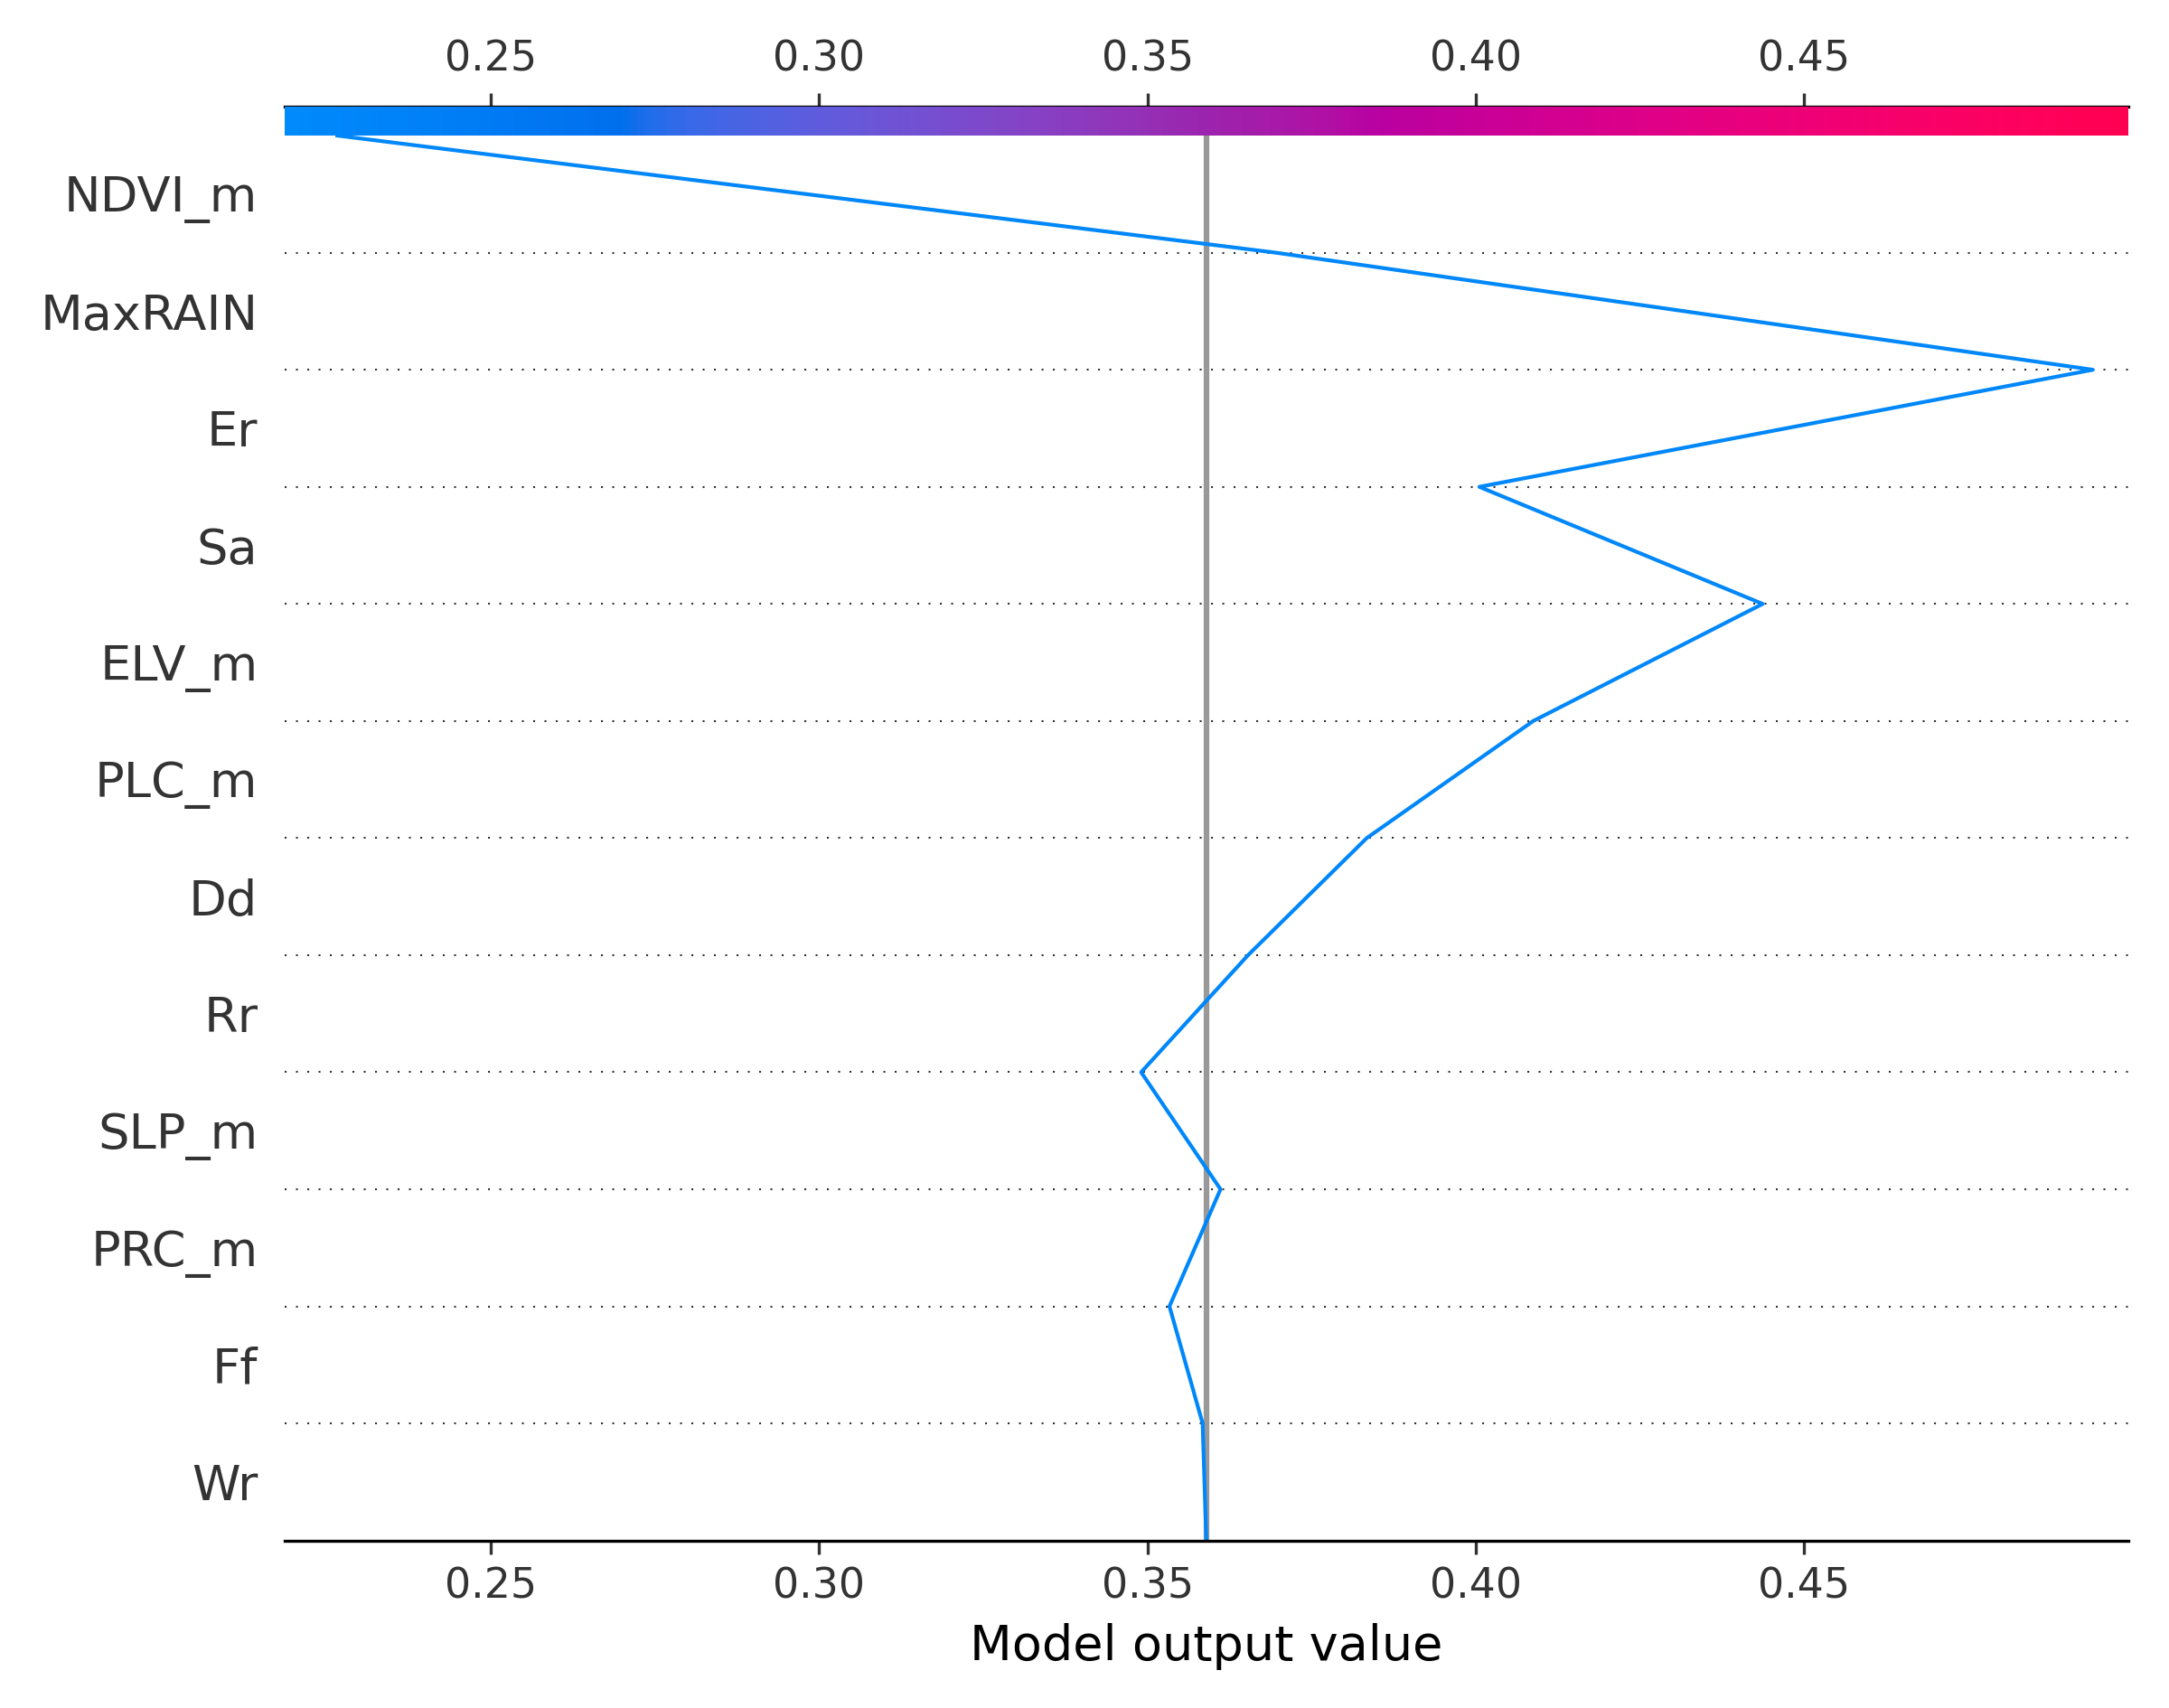 0.25 0.30 0.35 0.40 0.45
NDVI_m
MaxRAIN
Er
Sa
ELV_m
PLC_m
Dd
Rr
SLP_m
PRC_m
Ff
Wr
0.25 0.30 0.35 0.40 0.45
Model output value